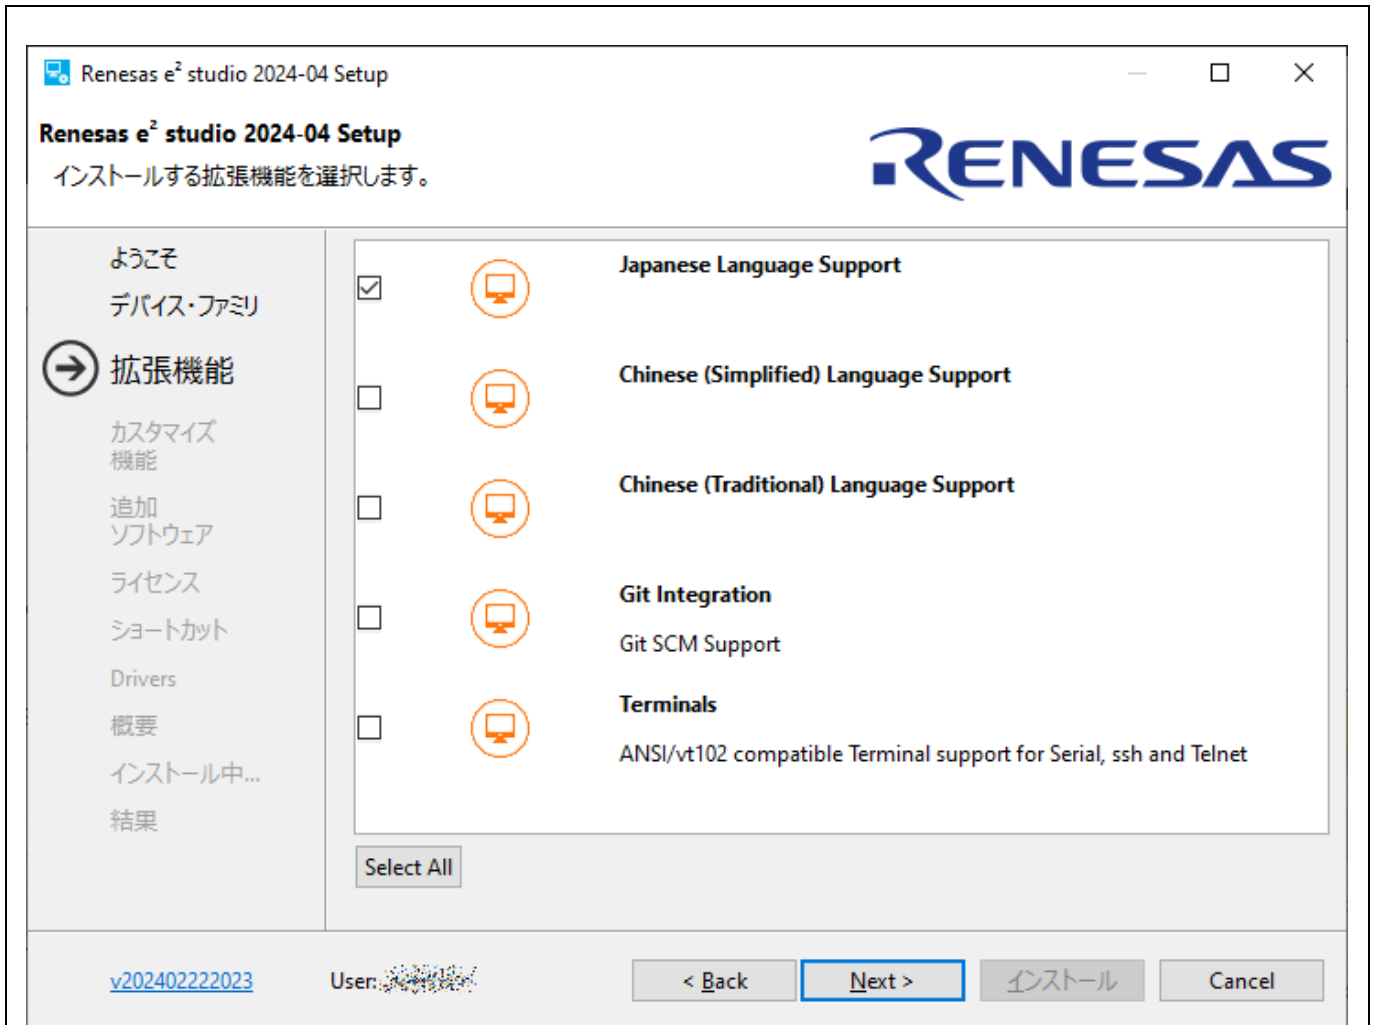 Renesas e² studio 2024-04 Setup
Renesas e² studio 2024-04 Setup
インストールする拡張機能を選択します。
RENESAS
ようこそ
デバイス・ファミリ
拡張機能
カスタマイズ
機能
追加
ソフトウェア
ライセンス
ショートカット
Drivers
概要
インストール中...
結果
Japanese Language Support
Chinese (Simplified) Language Support
Chinese (Traditional) Language Support
Git Integration
Git SCM Support
Terminals
ANSI/vt102 compatible Terminal support for Serial, ssh and Telnet
Select All
v202402222023
User:
< Back
Next >
インストール
Cancel